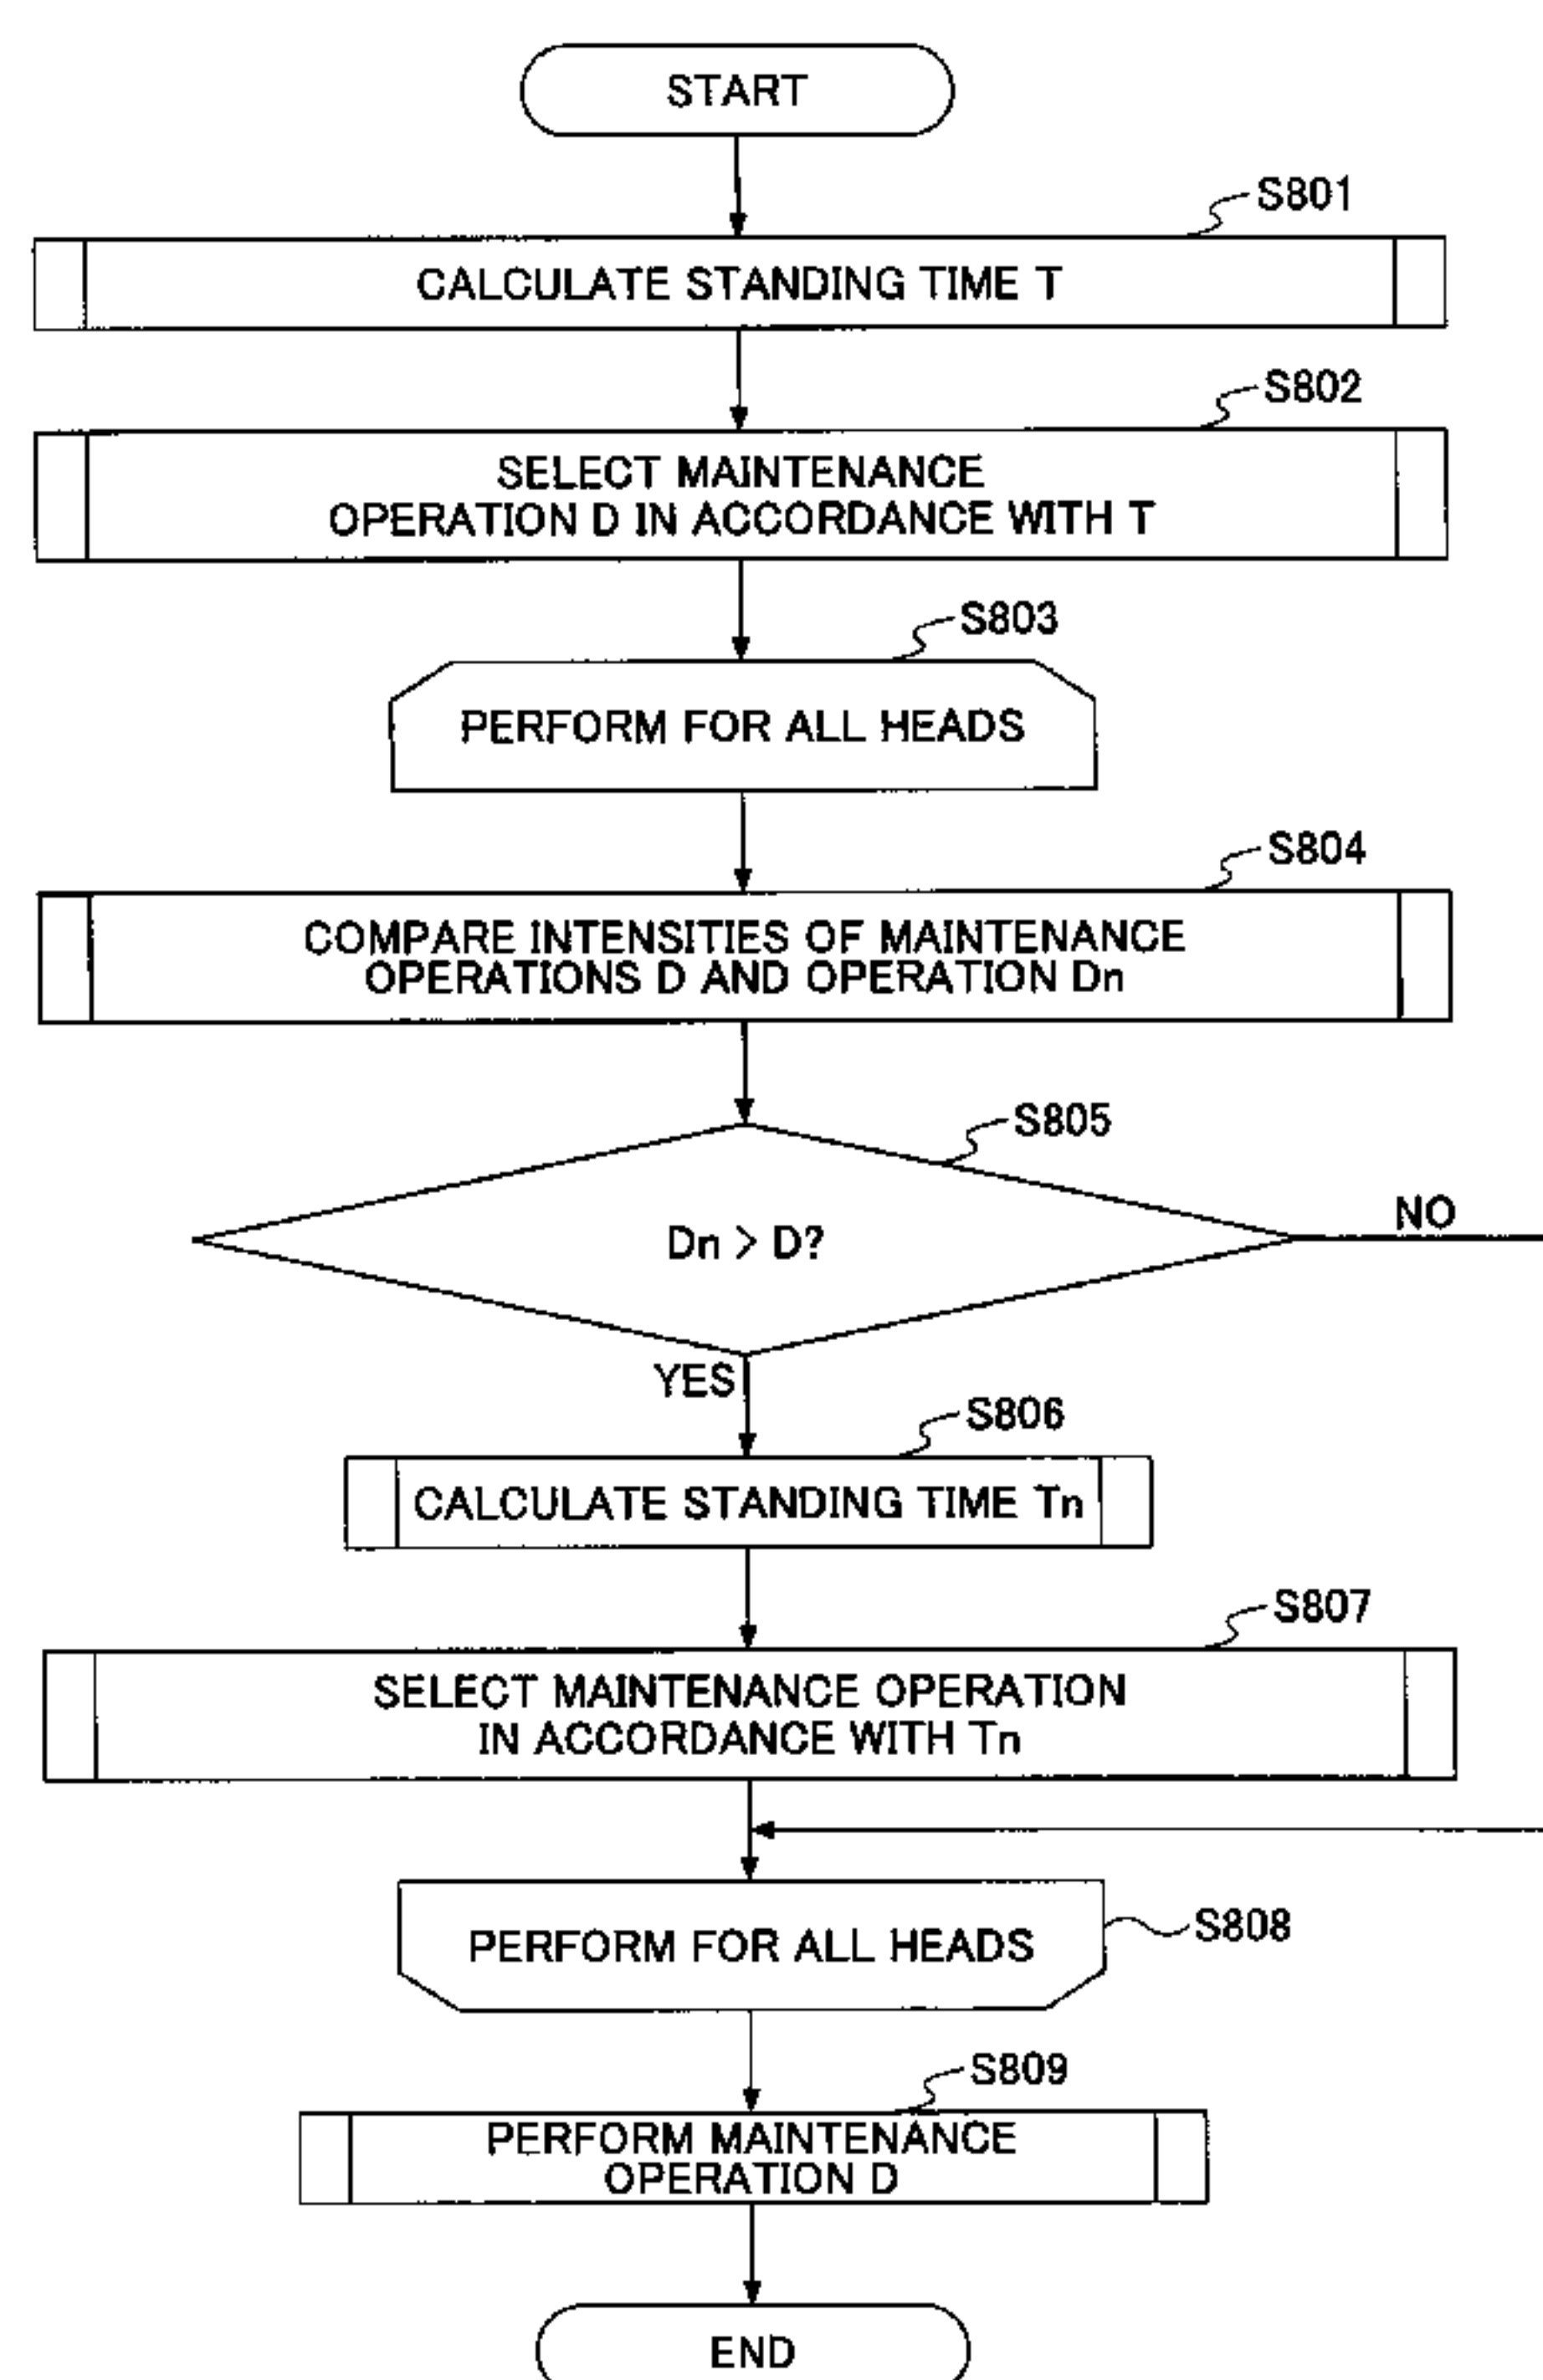 START
S801
CALCULATE STANDING TIME T
S802
SELECT MAINTENANCE
OPERATION D IN ACCORDANCE WITH T
S803
PERFORM FOR ALL HEADS
S804
COMPARE INTENSITIES OF MAINTENANCE
OPERATIONS D AND OPERATION Dn
S805
Dn > D?
NO
YES
S806
CALCULATE STANDING TIME Tn
S807
SELECT MAINTENANCE OPERATION
IN ACCORDANCE WITH Tn
PERFORM FOR ALL HEADS
S808
S809
PERFORM MAINTENANCE
OPERATION D
END